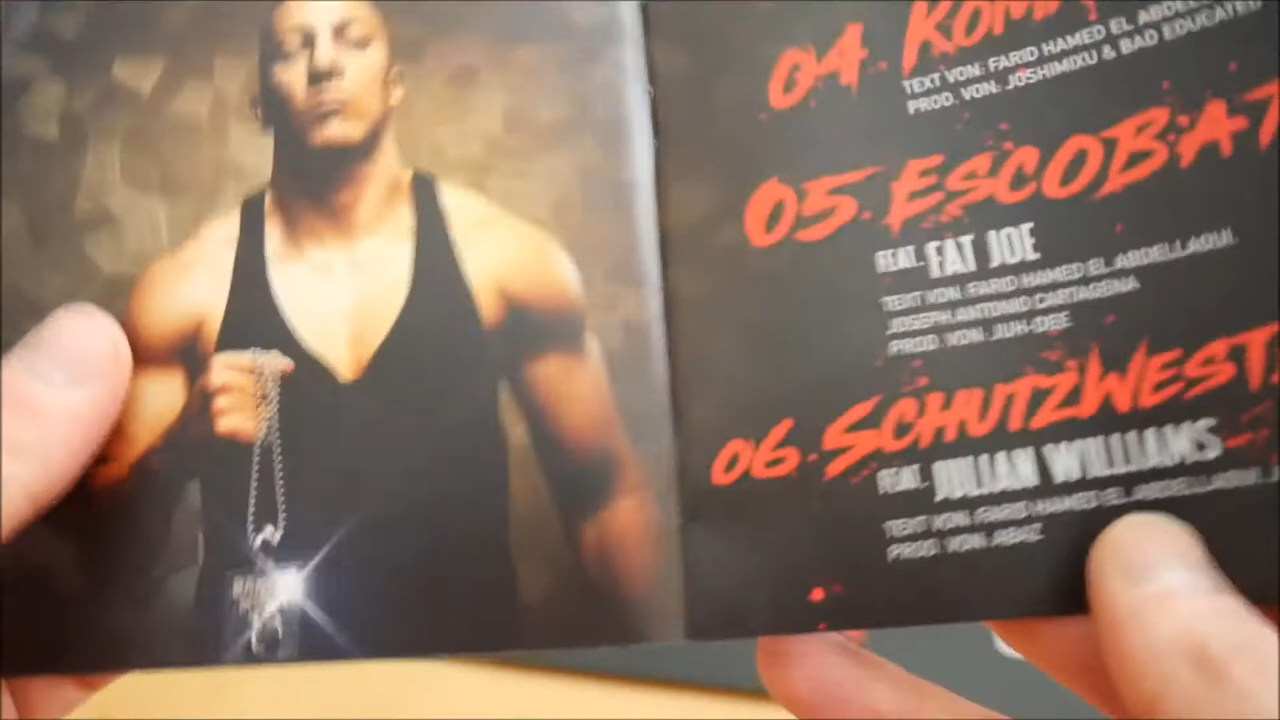 04. KOM
TEXT VON: FARID HAMED EL ABDEL
PROD. VON: JOSHIMIXU & BAD EDUCATED
05. ESCOBA
FEAT. FAT JOE
TEXT VON: FARID HAMED EL ABDELLAOUI,
JOSEPH ANTONIO CARTAGENA
PROD. VON: JUH-DEE
06. SCHUTZWEST
FEAT. JULIAN WILLIAMS
TEXT VON: FARID HAMED EL ABDELLAOUI,
PROD. VON: ABAZ